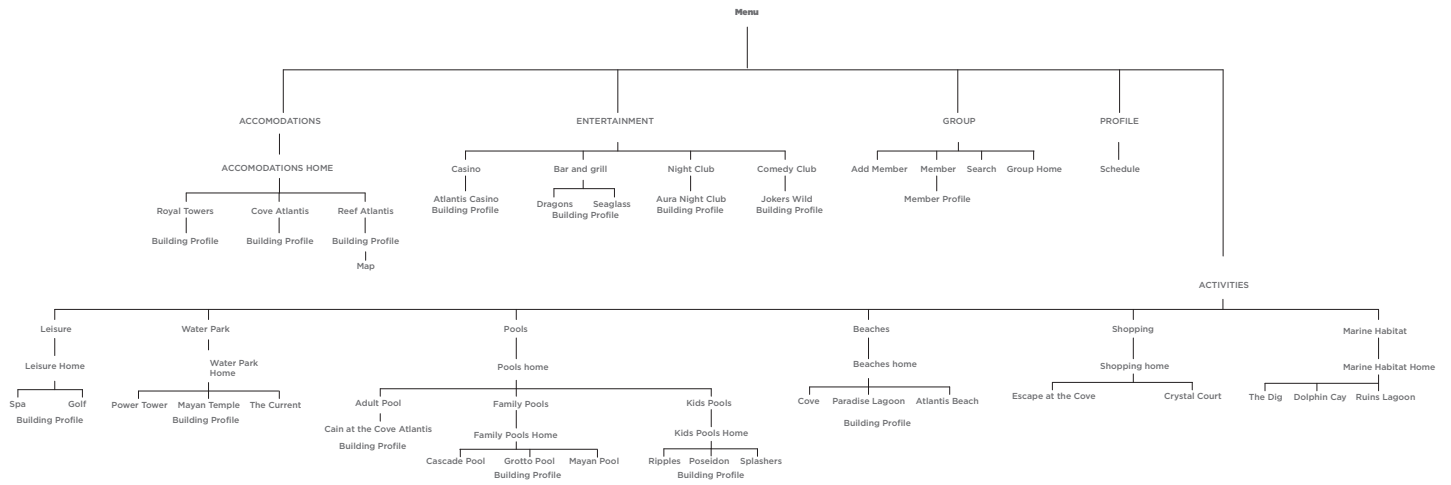 Menu
ACCOMODATIONS
ENTERTAINMENT
GROUP
PROFILE
ACCOMODATIONS HOME
Casino
Bar and grill
Night Club
Comedy Club
Add Member
Member
Search
Group Home
Schedule
Atlantis Casino
Building Profile
Dragons
Seaglass
Building Profile
Aura Night Club
Building Profile
Jokers Wild
Building Profile
Member Profile
Royal Towers
Cove Atlantis
Reef Atlantis
Building Profile
Building Profile
Building Profile
Map
ACTIVITIES
Leisure
Water Park
Pools
Beaches
Shopping
Marine Habitat
Leisure Home
Water Park
Home
Pools home
Beaches home
Shopping home
Marine Habitat Home
Spa
Golf
Building Profile
Power Tower
Mayan Temple
The Current
Building Profile
Adult Pool
Family Pools
Kids Pools
Cain at the Cove Atlantis
Building Profile
Family Pools Home
Kids Pools Home
Cascade Pool
Grotto Pool
Mayan Pool
Building Profile
Ripples
Poseidon
Splashers
Building Profile
Cove
Paradise Lagoon
Atlantis Beach
Building Profile
Escape at the Cove
Crystal Court
The Dig
Dolphin Cay
Ruins Lagoon